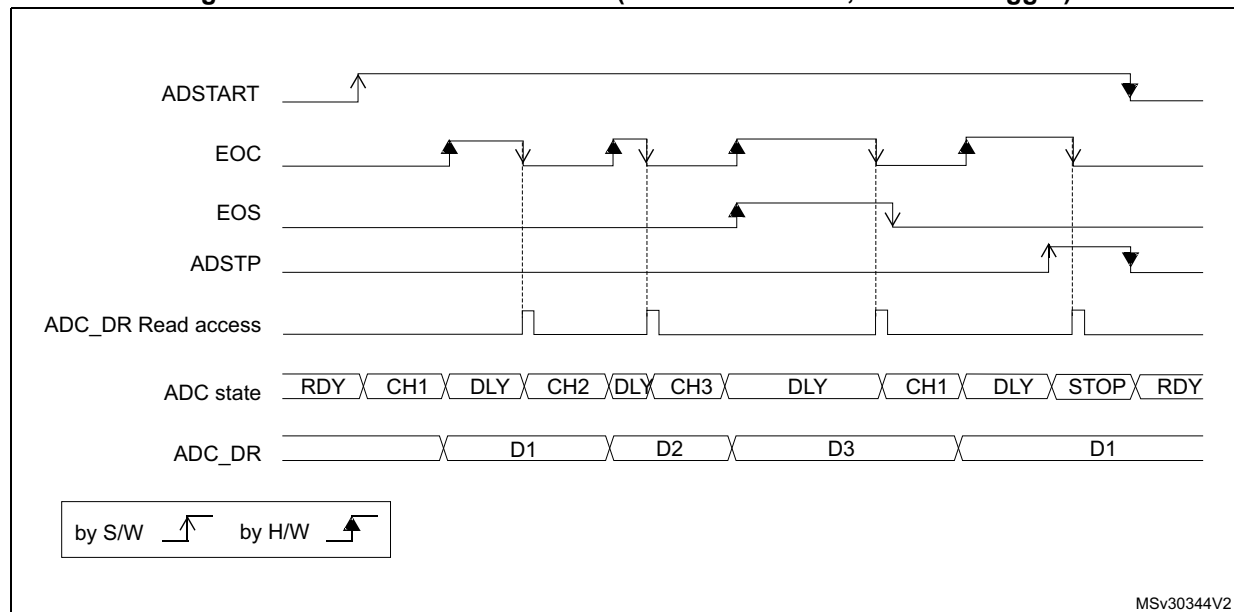 ADSTART
EOC
EOS
ADSTP
ADC_DR Read access
ADC state RDY CH1 DLY CH2 DLY CH3 DLY CH1 DLY STOP RDY
ADC_DR D1 D2 D3 D1
by S/W by H/W
MSv30344V2